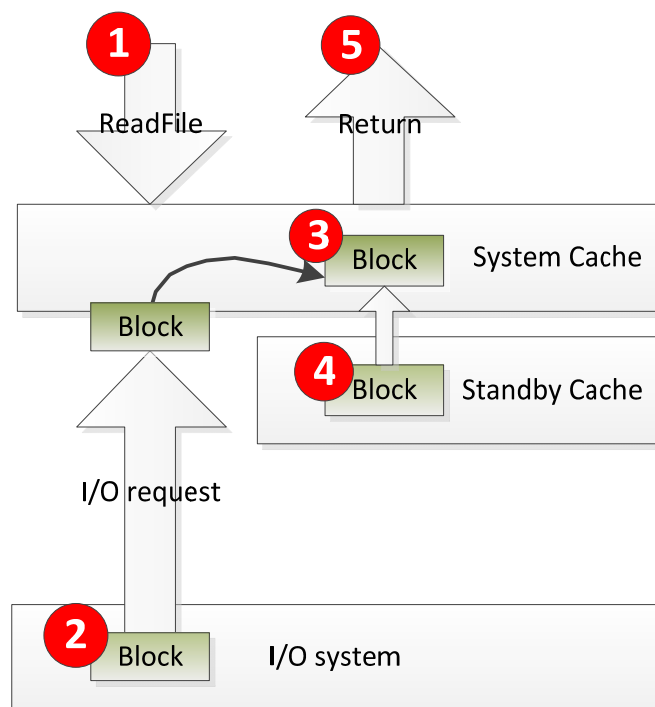 1
5
ReadFile
Return
3
Block
System Cache
Block
4
Block
Standby Cache
I/O request
2
Block
I/O system